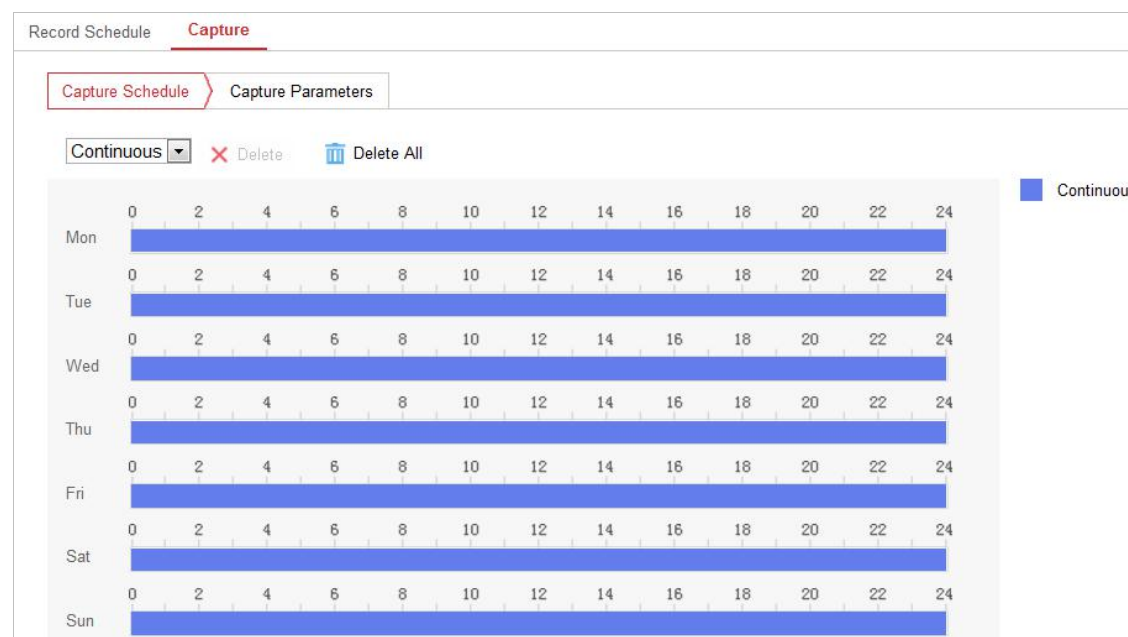 Record Schedule Capture
Capture Schedule Capture Parameters
Continuous Delete Delete All
Continuou
0 2 4 6 8 10 12 14 16 18 20 22 24
Mon
0 2 4 6 8 10 12 14 16 18 20 22 24
Tue
0 2 4 6 8 10 12 14 16 18 20 22 24
Wed
0 2 4 6 8 10 12 14 16 18 20 22 24
Thu
0 2 4 6 8 10 12 14 16 18 20 22 24
Fri
0 2 4 6 8 10 12 14 16 18 20 22 24
Sat
0 2 4 6 8 10 12 14 16 18 20 22 24
Sun